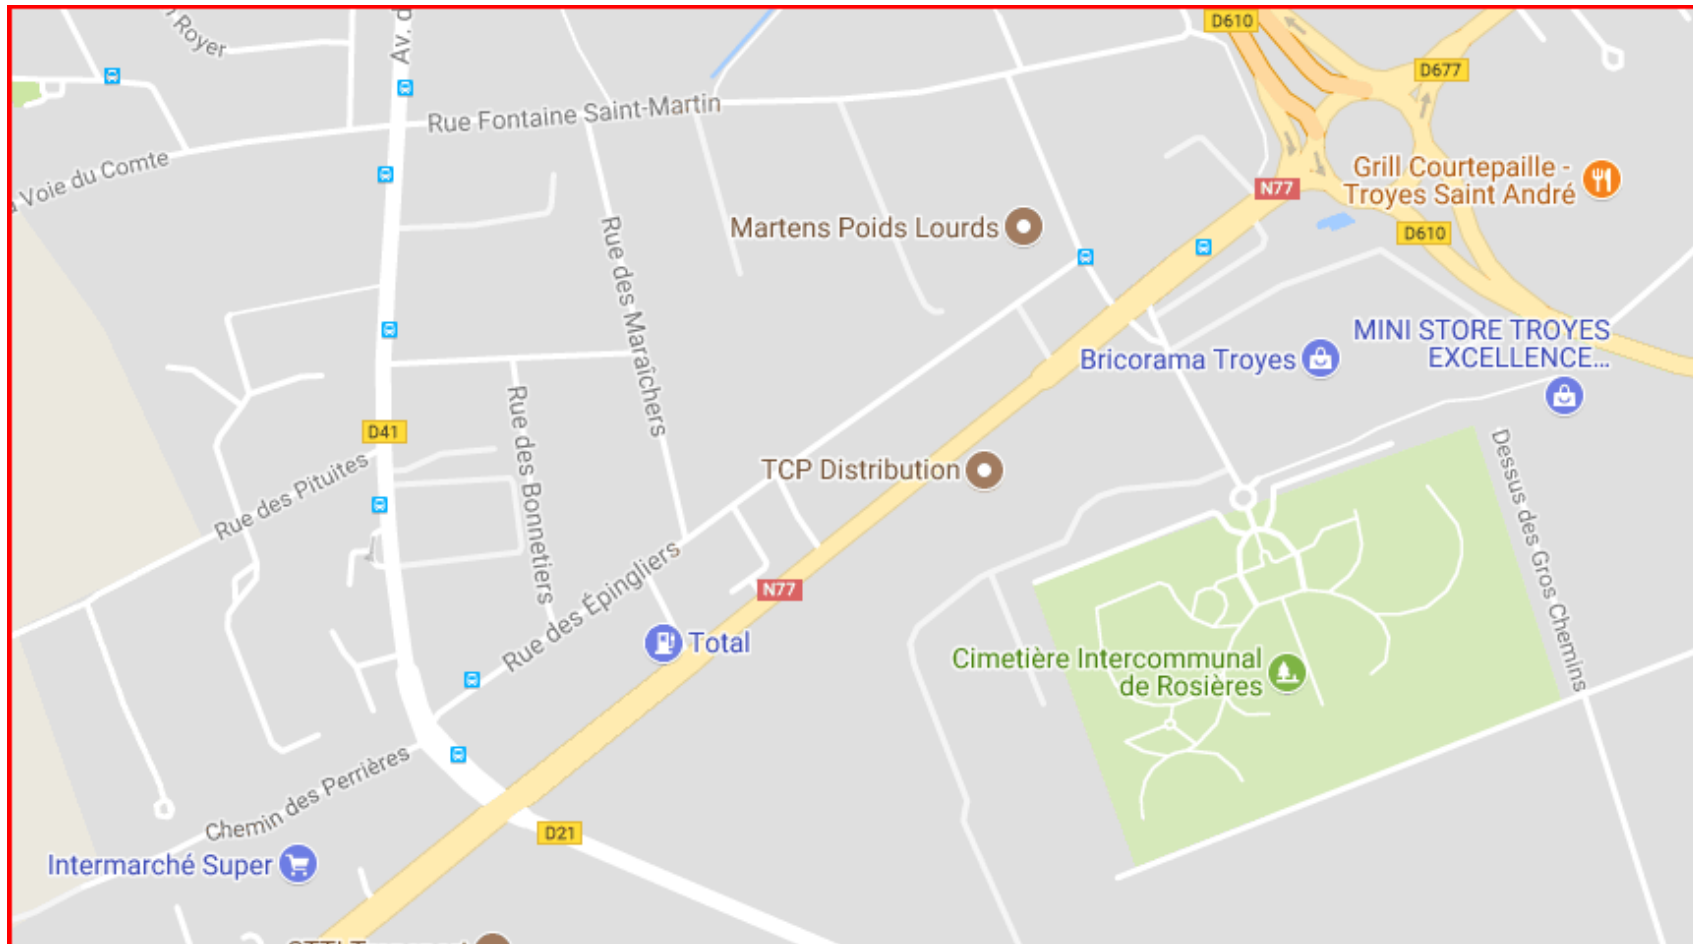 Royer
Av. d
D610
D677
Rue Fontaine Saint-Martin
Voie du Comte
Grill Courtepaille -
Troyes Saint André
N77
Martens Poids Lourds
D610
Rue des Maraîchers
MINI STORE TROYES
EXCELLENCE...
Bricorama Troyes
D41
Rue des Bonnetiers
Rue des Pituites
TCP Distribution
Dessus des Gros Chemins
N77
Rue des Épingliers
Total
Cimetière Intercommunal
de Rosières
Chemin des Perrières
D21
Intermarché Super